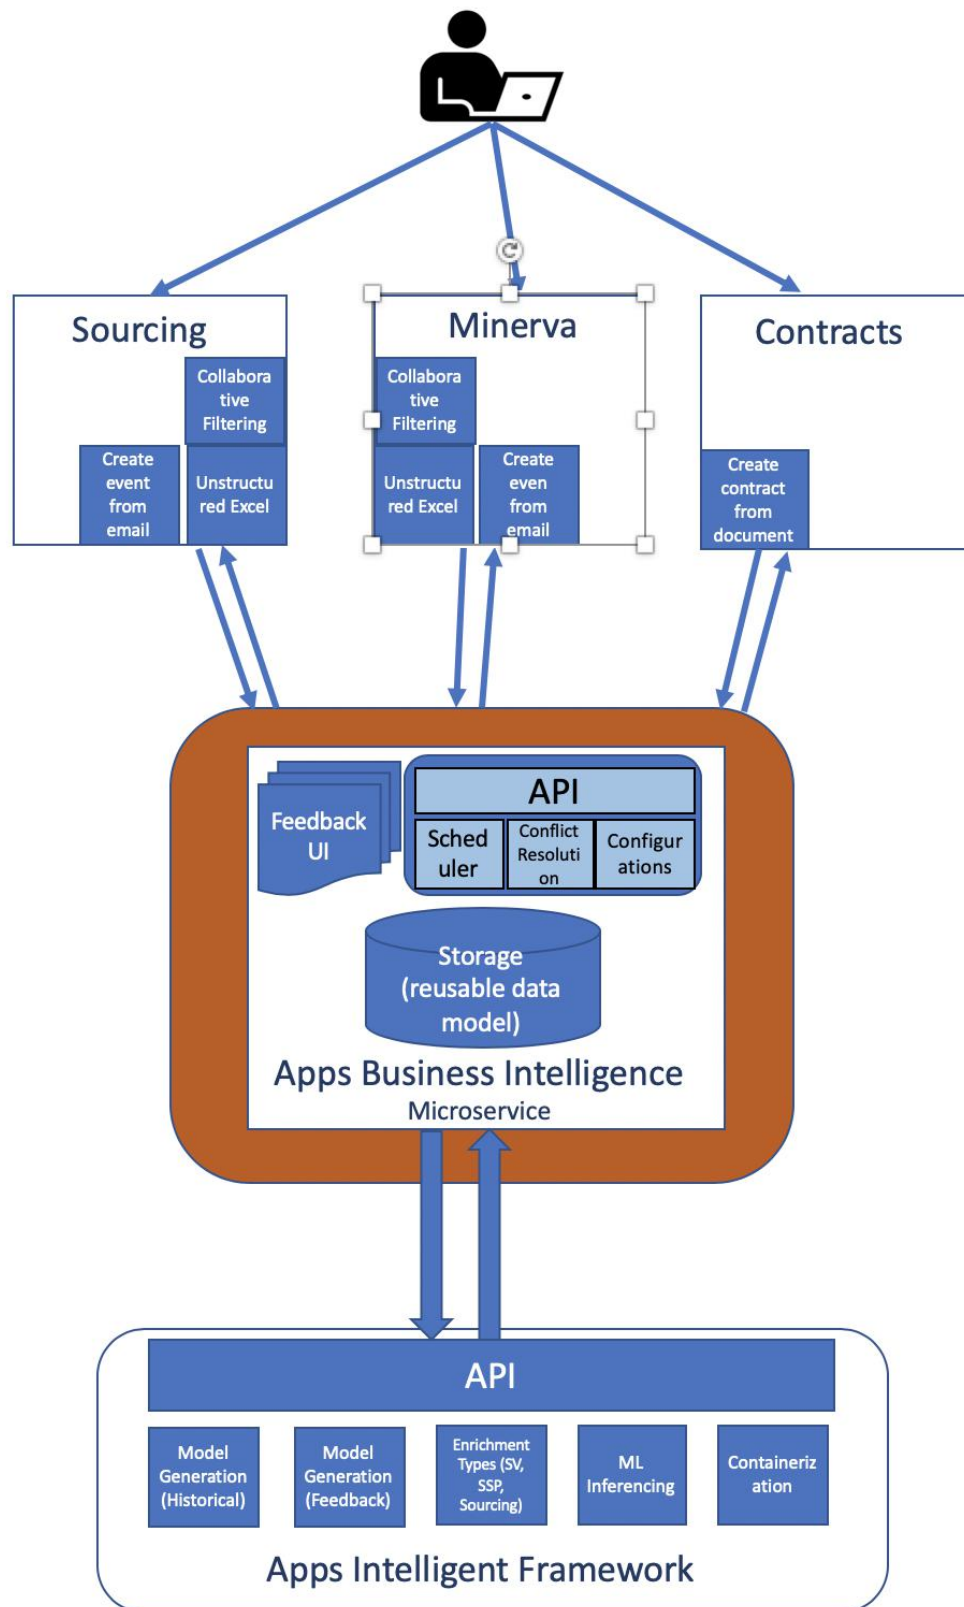 Sourcing
Collabora
tive
Filtering
Create
event
from
email
Unstructu
red Excel
Minerva
Collabora
tive
Filtering
Unstructu
red Excel
Create
even from
email
Contracts
Create
contract
from
document
Feedback
UI
API
Sched
uler
Conflict
Resoluti
on
Configur
ations
Storage
(reusable data
model)
Apps Business Intelligence
Microservice
API
Model
Generation
(Historical)
Model
Generation
(Feedback)
Enrichment
Types (SV,
SSP,
Sourcing)
ML
Inferencing
Containeriz
ation
Apps Intelligent Framework